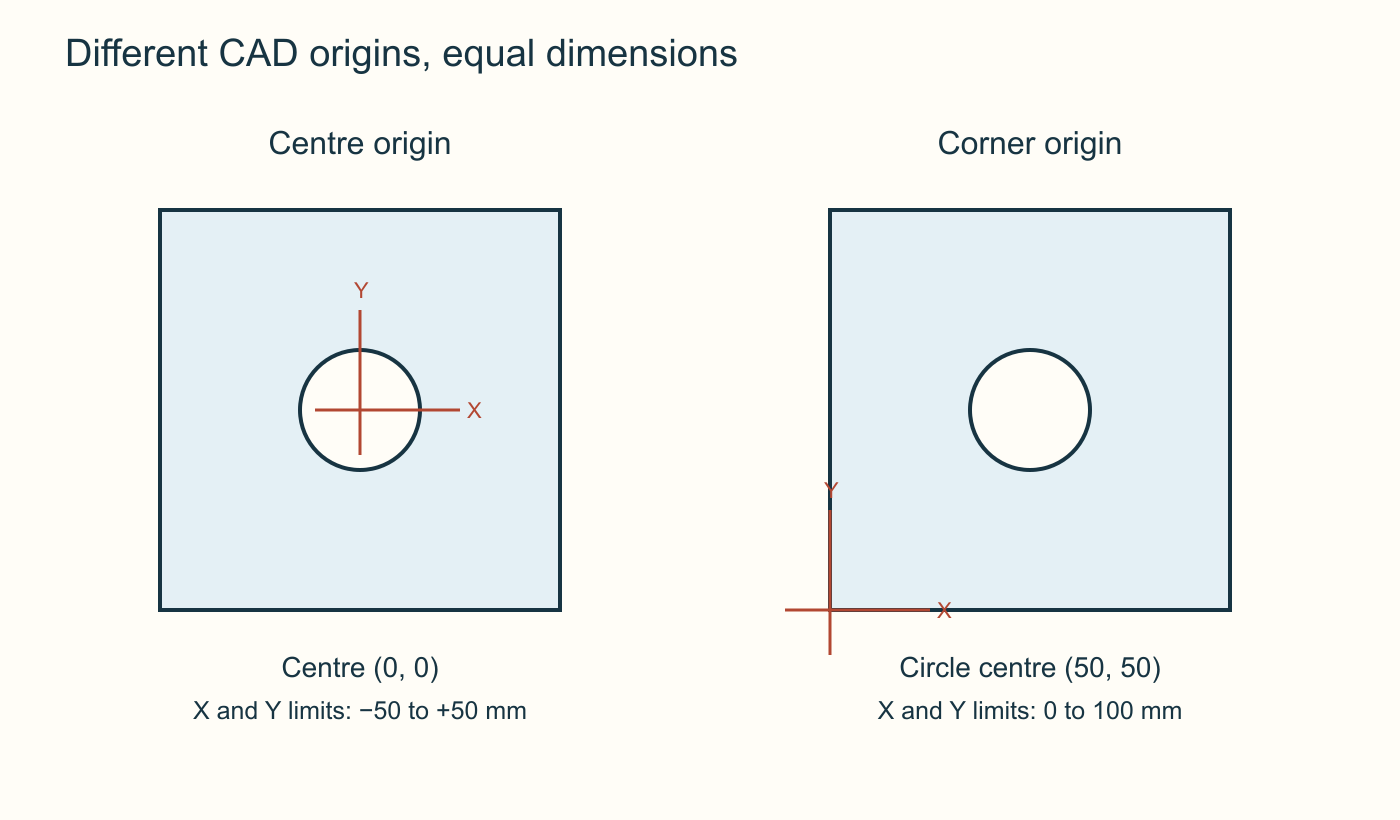 Different CAD origins, equal dimensions
Centre origin
Corner origin
Y
X
Y
X
Centre (0, 0)
Circle centre (50, 50)
X and Y limits: −50 to +50 mm
X and Y limits: 0 to 100 mm